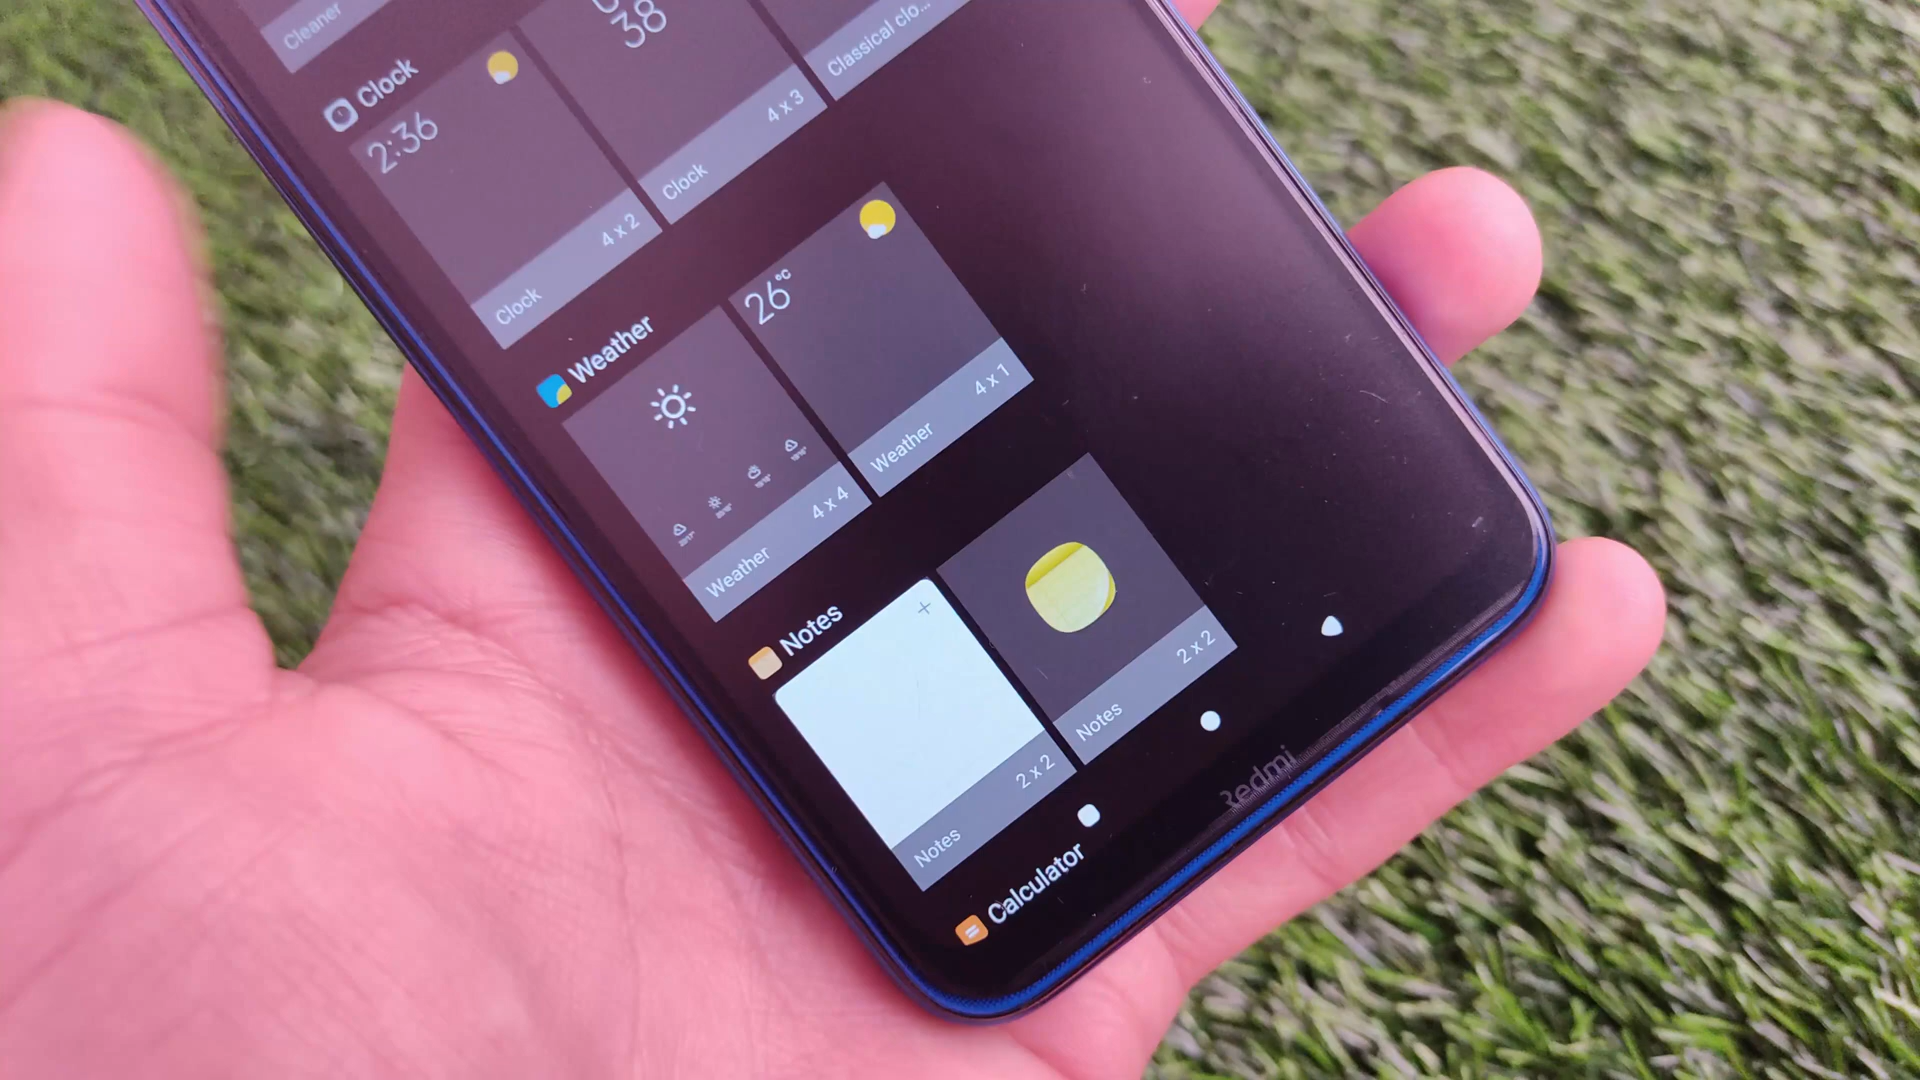 Cleaner
Clock
2:36
Clock
4 x 2
38
Clock
4 x 3
Classical clo...
Weather
Weather
4 x 4
26°C
Weather
4 x 1
Notes
+
Notes
2 x 2
Notes
2 x 2
Calculator
Redmi